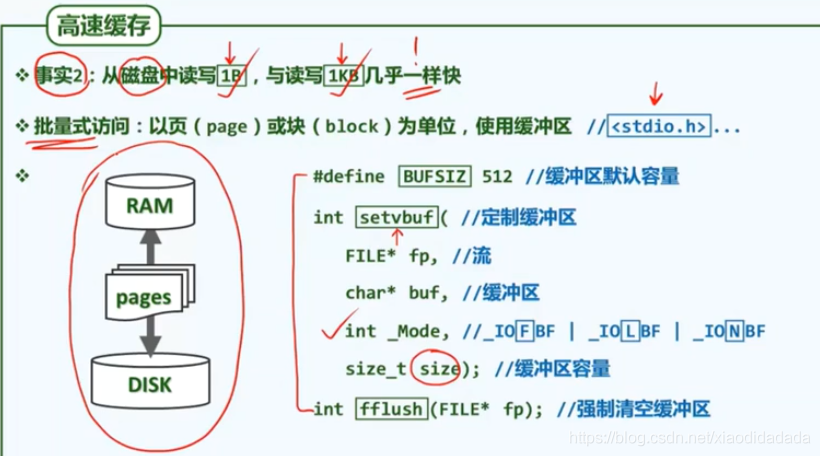 高速缓存
❖ 事实2：从磁盘中读写1B，与读写1KB几乎一样快
❖ 批量式访问：以页（page）或块（block）为单位，使用缓冲区 //<stdio.h>...
❖
RAM
pages
DISK
#define BUFSIZ 512 //缓冲区默认容量
int setvbuf( //定制缓冲区
FILE* fp, //流
char* buf, //缓冲区
int _Mode, //_IOFBF | _IOLBF | _IONBF
size_t size); //缓冲区容量
int fflush(FILE* fp); //强制清空缓冲区
https://blog.csdn.net/xiaodidadada